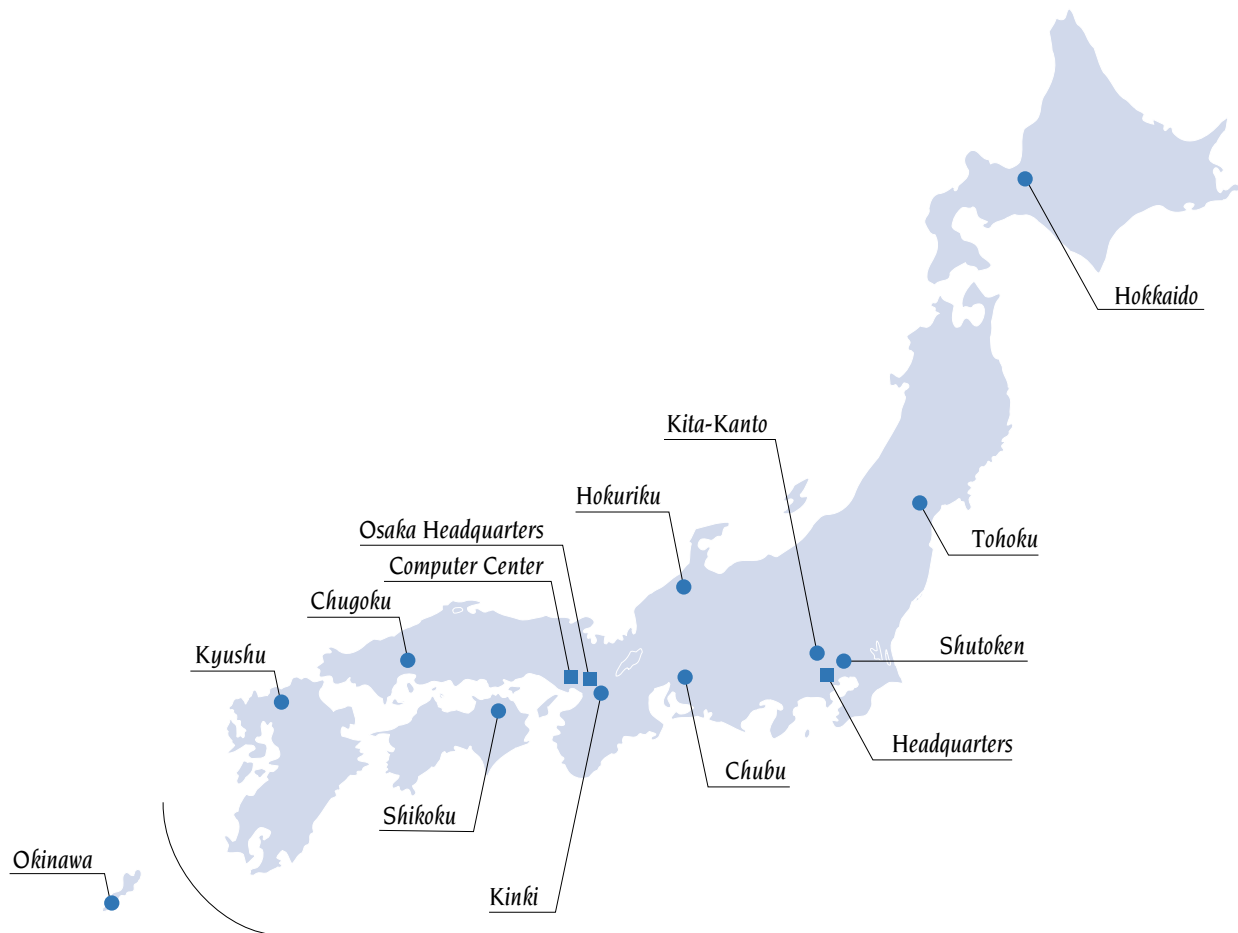 Hokkaido
Kita-Kanto
Hokuriku
Osaka Headquarters
Tohoku
Computer Center
Chugoku
Kyushu
Shutoken
Headquarters
Chubu
Shikoku
Okinawa
Kinki